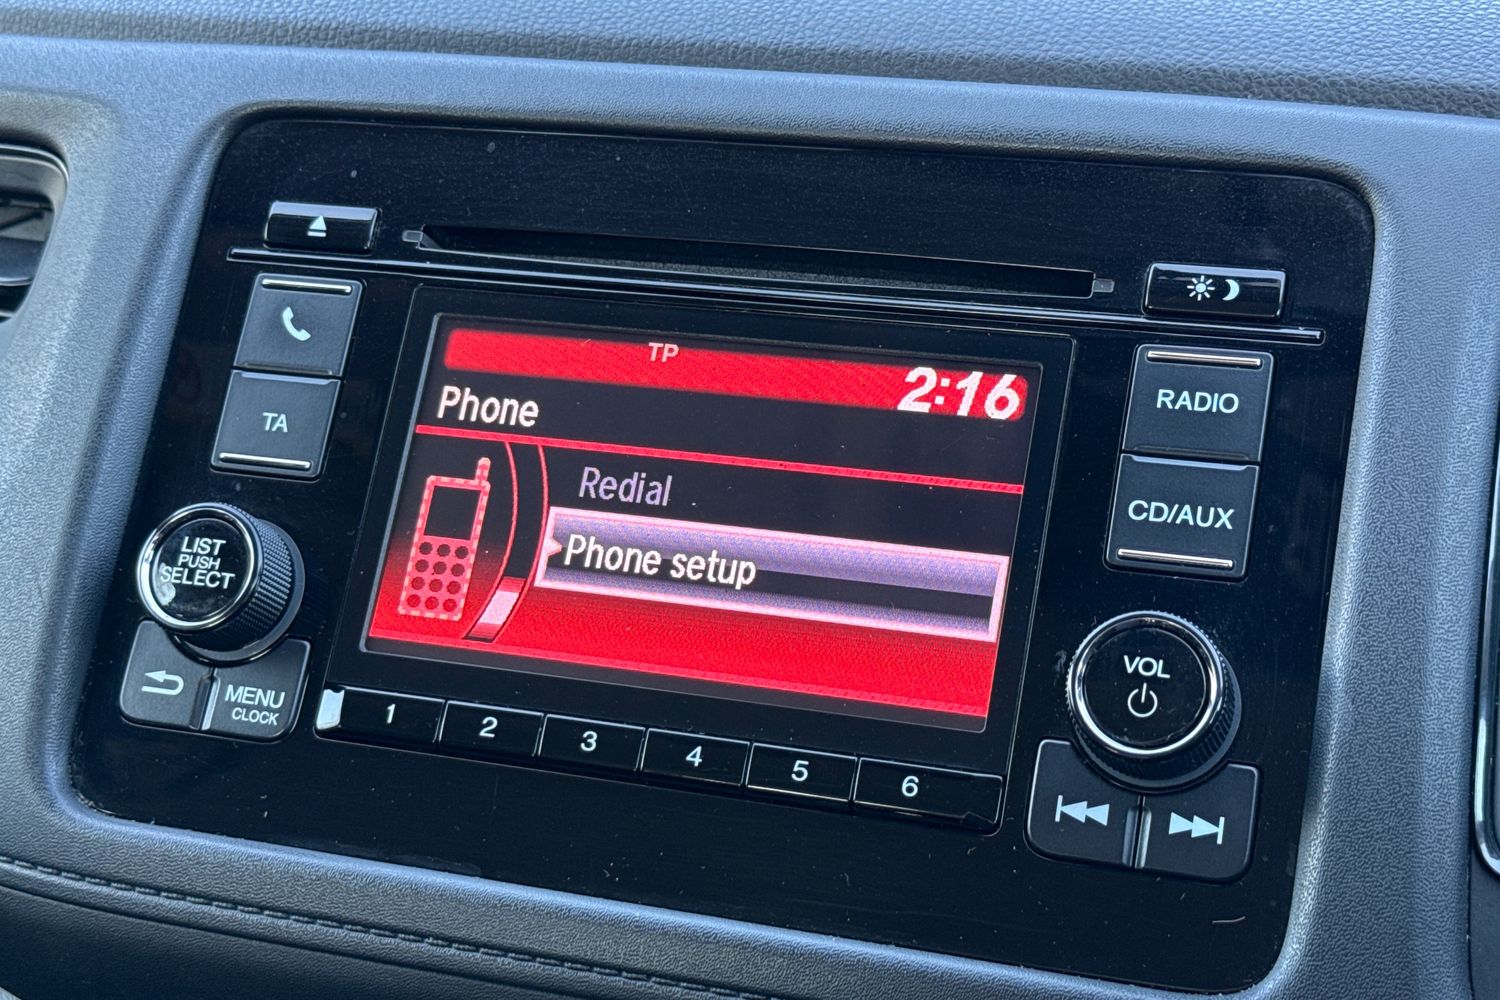 TP
2:16
Phone
Redial
Phone setup
TA
LIST
PUSH
SELECT
MENU
CLOCK
1
2
3
4
5
6
RADIO
CD/AUX
VOL